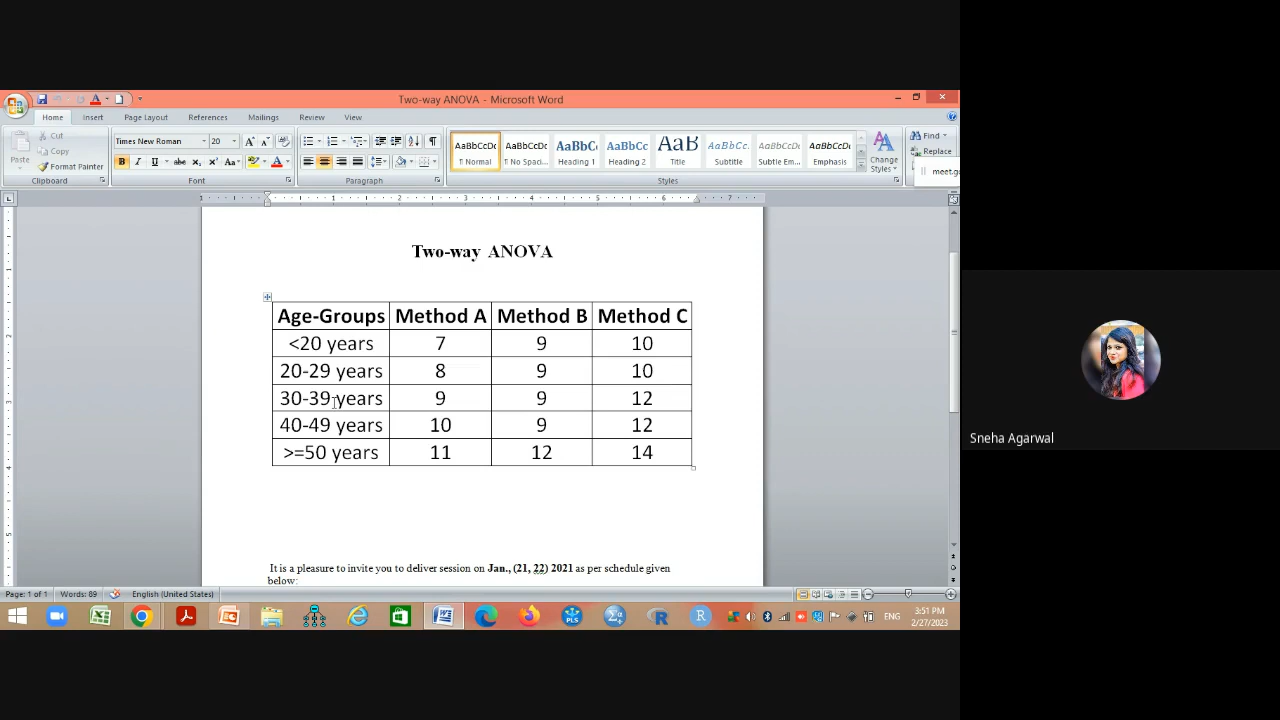 Two-way ANOVA - Microsoft Word
Home Insert Page Layout References Mailings Review View
Paste Cut Copy Format Painter Clipboard
Times New Roman 20 Font
Paragraph
AaBbCcDc AaBbCcDc AaBbC AaBbCc AaB AaBbCc. AaBbCcDc AaBbCcDc
¶ Normal ¶ No Spaci... Heading 1 Heading 2 Title Subtitle Subtle Em... Emphasis
Styles
Change Styles
Find
Replace
Two-way ANOVA
Age-Groups Method A Method B Method C
<20 years 7 9 10
20-29 years 8 9 10
30-39 years 9 9 12
40-49 years 10 9 12
>=50 years 11 12 14
It is a pleasure to invite you to deliver session on Jan., (21, 22) 2021 as per schedule given
below:
Page: 1 of 1 Words: 89 English (United States)
PLS R R ENG 3:51 PM
2/27/2023
Sneha Agarwal